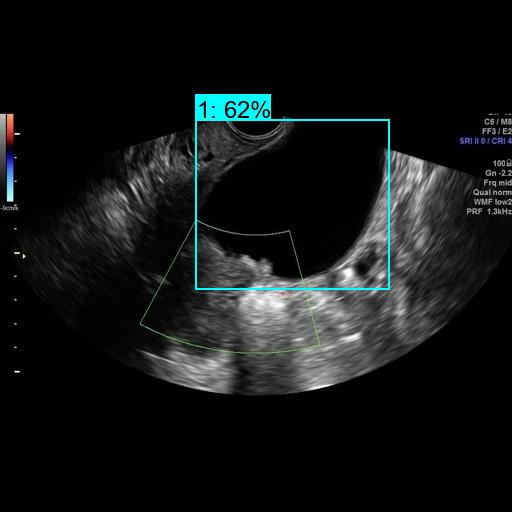 1: 62%
C6 / M8
FF3 / E2
SRI II 0 / CRI 4
100
Gn -2.2
Frq mid
Qual norm
WMF low2
PRF 1.3kHz
-9cm/s